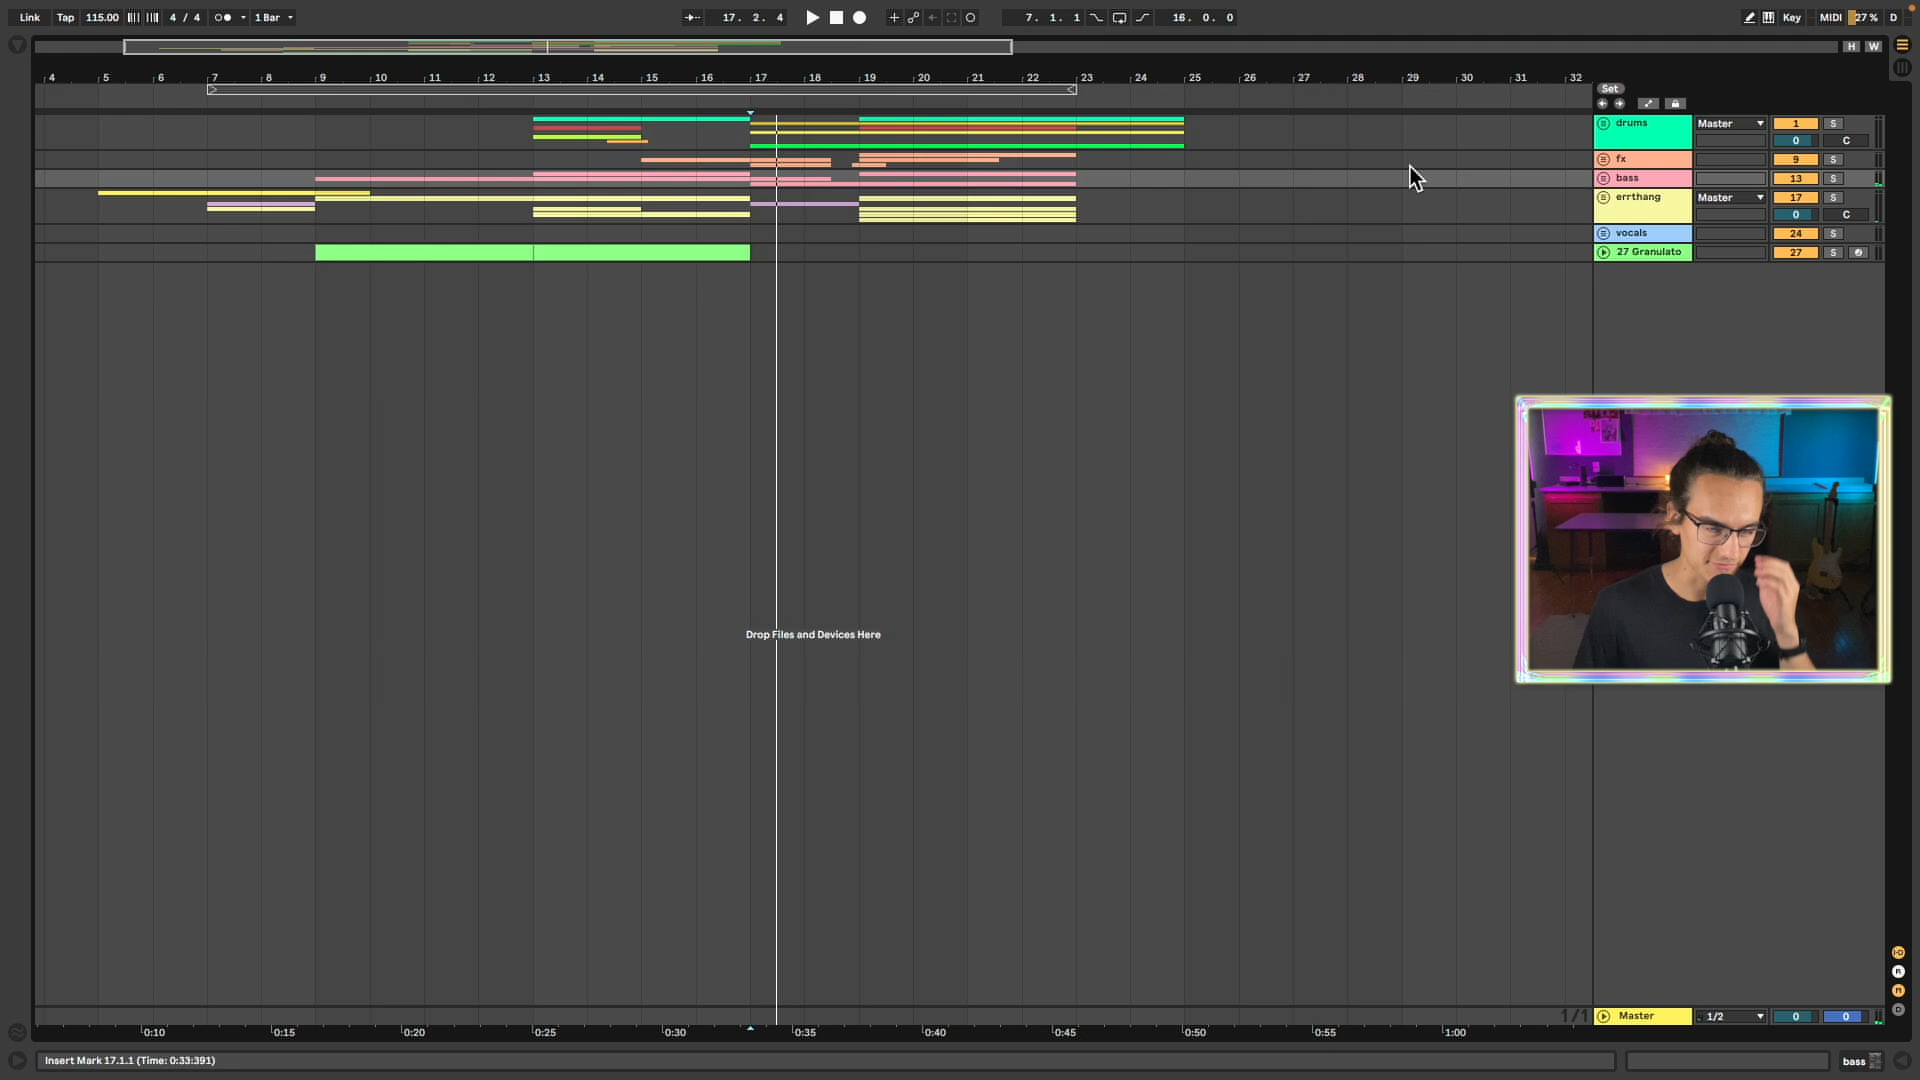 Link Tap 115.00 4 / 4 1 Bar 17. 2. 4 7. 1. 1 16. 0. 0 Key MIDI 27 % D
H W
4 5 6 7 8 9 10 11 12 13 14 15 16 17 18 19 20 21 22 23 24 25 26 27 28 29 30 31 32
Set
drums Master 1 S
0 C
fx 9 S
bass 13 S
errthang Master 17 S
0 C
vocals 24 S
27 Granulato 27 S
Drop Files and Devices Here
I-O
R
M
D
1/1 Master 1/2 0 0
0:10 0:15 0:20 0:25 0:30 0:35 0:40 0:45 0:50 0:55 1:00
Insert Mark 17.1.1 (Time: 0:33:391) bass